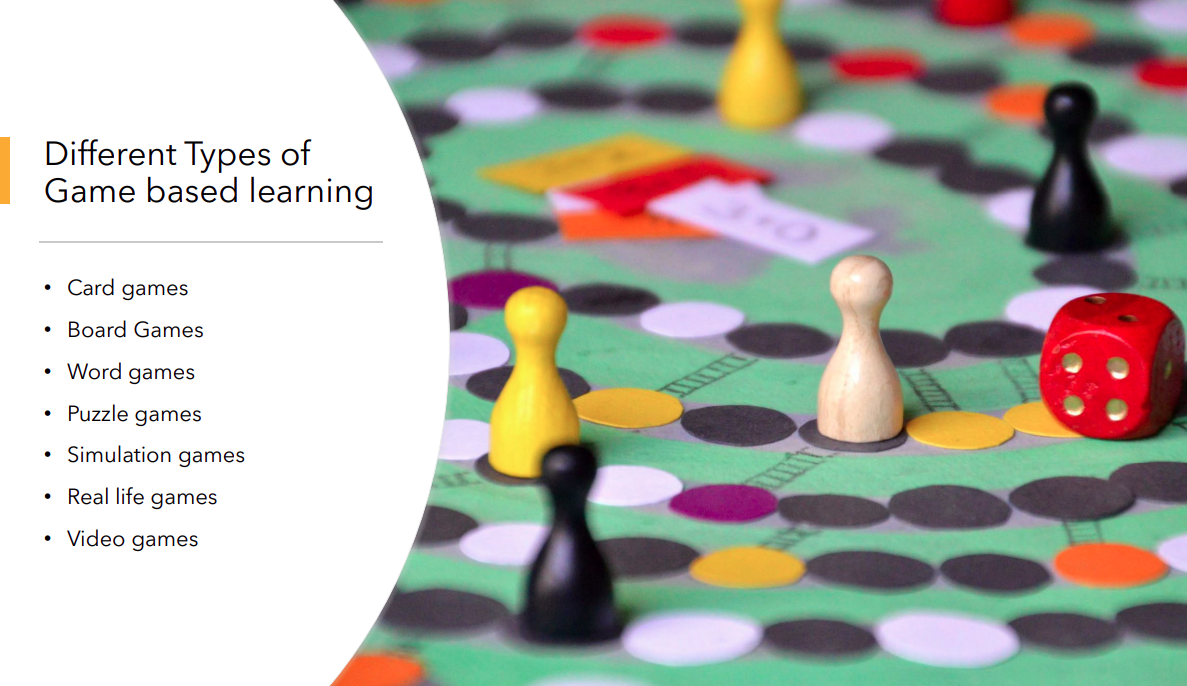 Different Types of
Game based learning
• Card games
• Board Games
• Word games
• Puzzle games
• Simulation games
• Real life games
• Video games